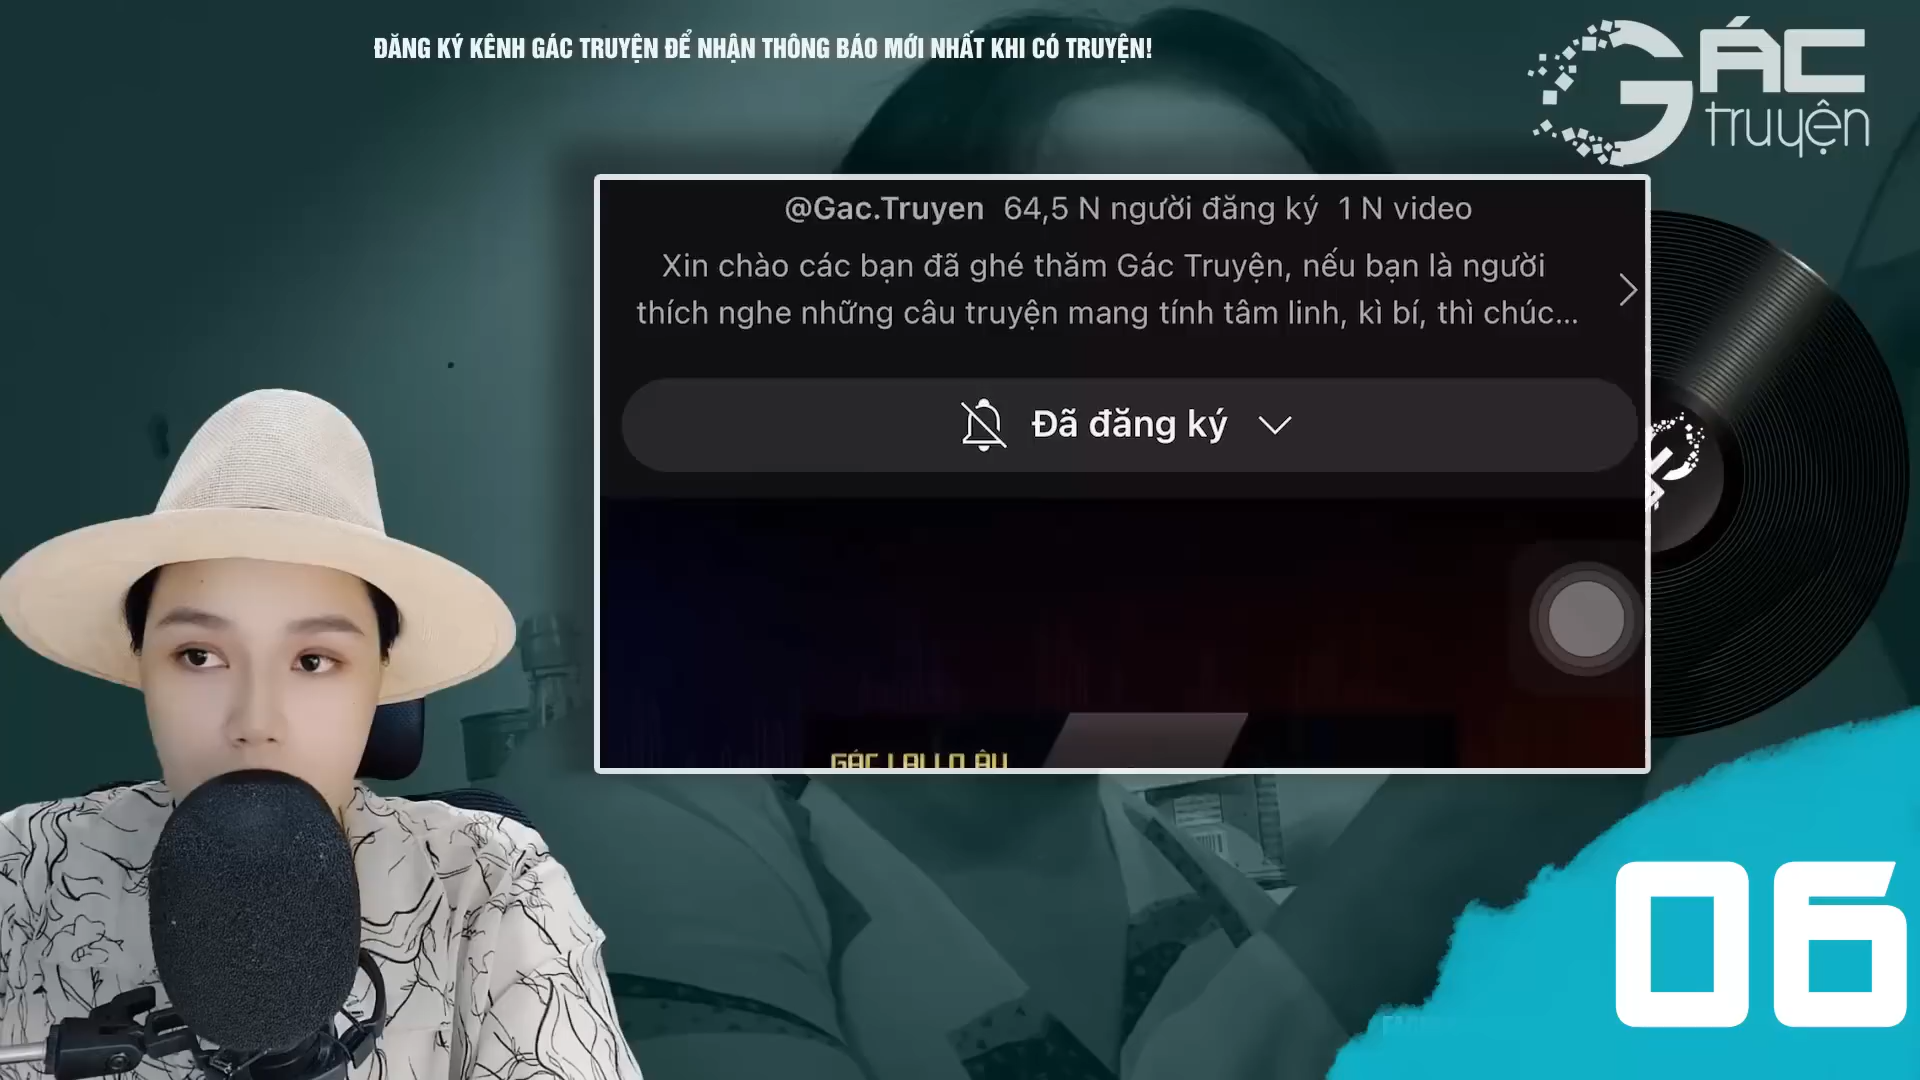 ĐĂNG KÝ KÊNH GÁC TRUYỆN ĐỂ NHẬN THÔNG BÁO MỚI NHẤT KHI CÓ TRUYỆN!
GÁC
truyện
@Gac.Truyen 64,5 N người đăng ký 1 N video
Xin chào các bạn đã ghé thăm Gác Truyện, nếu bạn là người
thích nghe những câu truyện mang tính tâm linh, kì bí, thì chúc...
Đã đăng ký
06